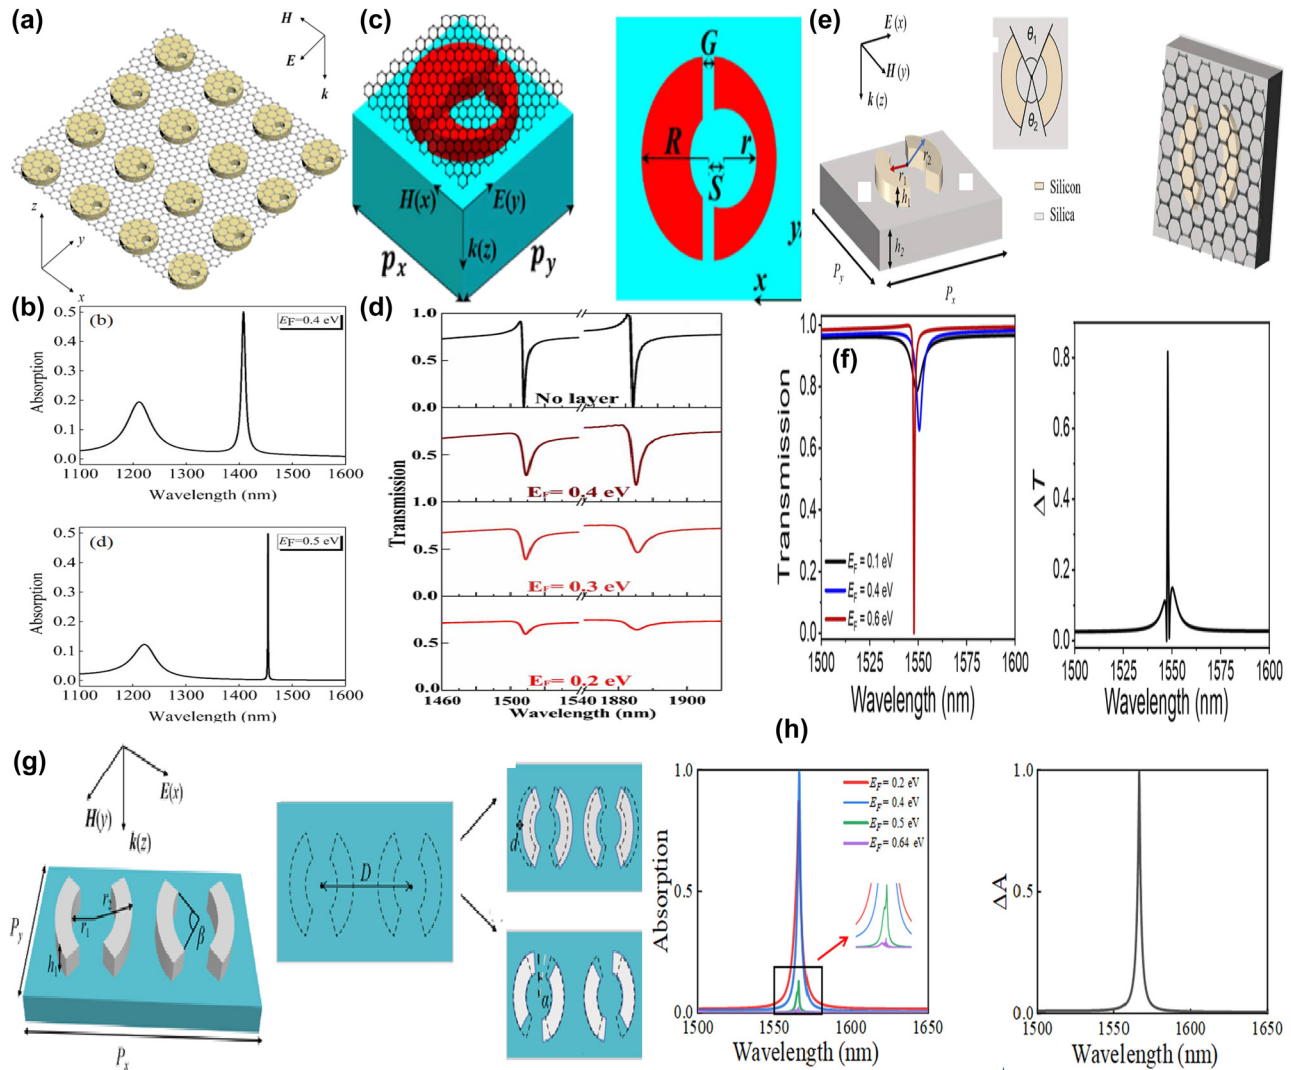 (a)
H
E
k
z
y
x
(c)
H(x)
E(y)
k(z)
px
py
G
R
r
S
y
x
(e)
E(x)
H(y)
k(z)
θ1
θ2
r2
r1
h1
h2
Py
Px
Silicon
Silica
(b)
(b)
EF=0.4 eV
0.5
0.4
0.3
0.2
0.1
0.0
Absorption
1100 1200 1300 1400 1500 1600
Wavelength (nm)
(d)
EF=0.5 eV
0.5
0.4
0.3
0.2
0.1
0.0
Absorption
1100 1200 1300 1400 1500 1600
Wavelength (nm)
(d)
1.0
0.5
0.0
No layer
0.5
EF= 0.4 eV
1.0
0.5
EF= 0.3 eV
1.0
0.5
EF= 0.2 eV
0.0
Transmission
1460 1500 1540 1880 1900
Wavelength (nm)
(f)
1.0
0.9
0.8
0.7
0.6
0.5
0.4
0.3
0.2
0.1
0.0
Transmission
EF = 0.1 eV
EF = 0.4 eV
EF = 0.6 eV
1500 1525 1550 1575 1600
Wavelength (nm)
0.8
0.6
0.4
0.2
0.0
ΔT
1500 1525 1550 1575 1600
Wavelength (nm)
(g)
E(x)
H(y)
k(z)
r2
r1
β
h1
Py
Px
D
d
α
(h)
1.0
0.5
0.0
Absorption
EF = 0.2 eV
EF = 0.4 eV
EF = 0.5 eV
EF = 0.64 eV
1500 1550 1600 1650
Wavelength (nm)
1.0
0.5
0.0
ΔA
1500 1550 1600 1650
Wavelength (nm)